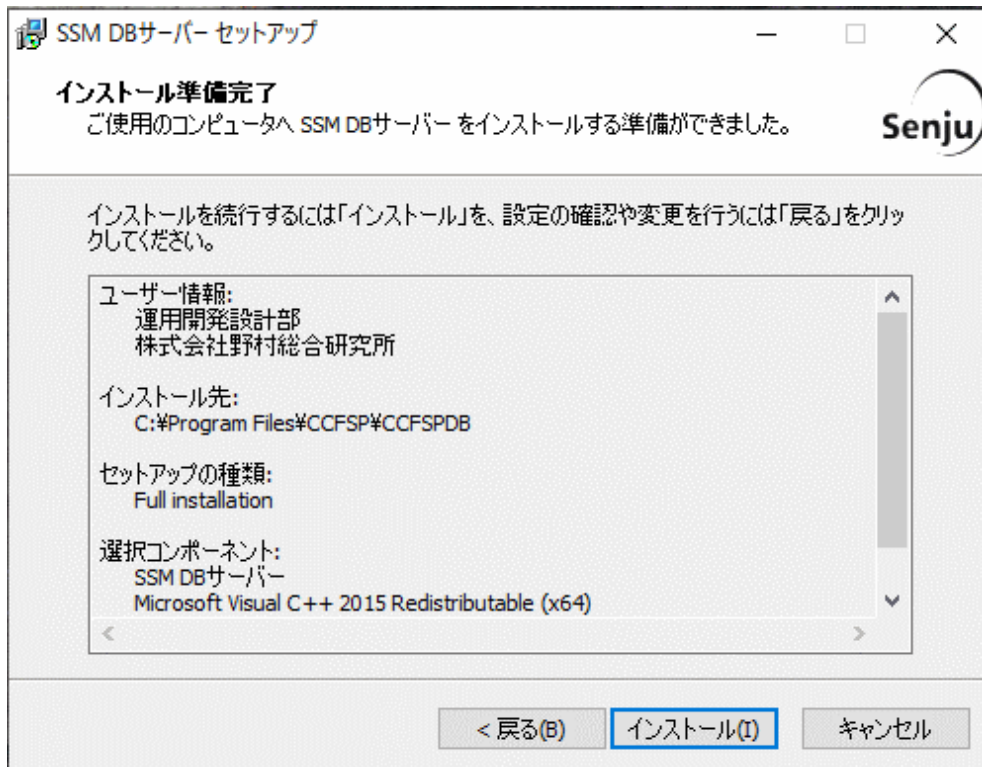 SSM DBサーバー セットアップ
インストール準備完了
ご使用のコンピュータへ SSM DBサーバー をインストールする準備ができました。
Senju
インストールを続行するには「インストール」を、設定の確認や変更を行うには「戻る」をクリッ
クしてください。
ユーザー情報:
運用開発設計部
株式会社野村総合研究所
インストール先:
C:¥Program Files¥CCFSP¥CCFSPDB
セットアップの種類:
Full installation
選択コンポーネント:
SSM DBサーバー
Microsoft Visual C++ 2015 Redistributable (x64)
< 戻る(B)
インストール(I)
キャンセル